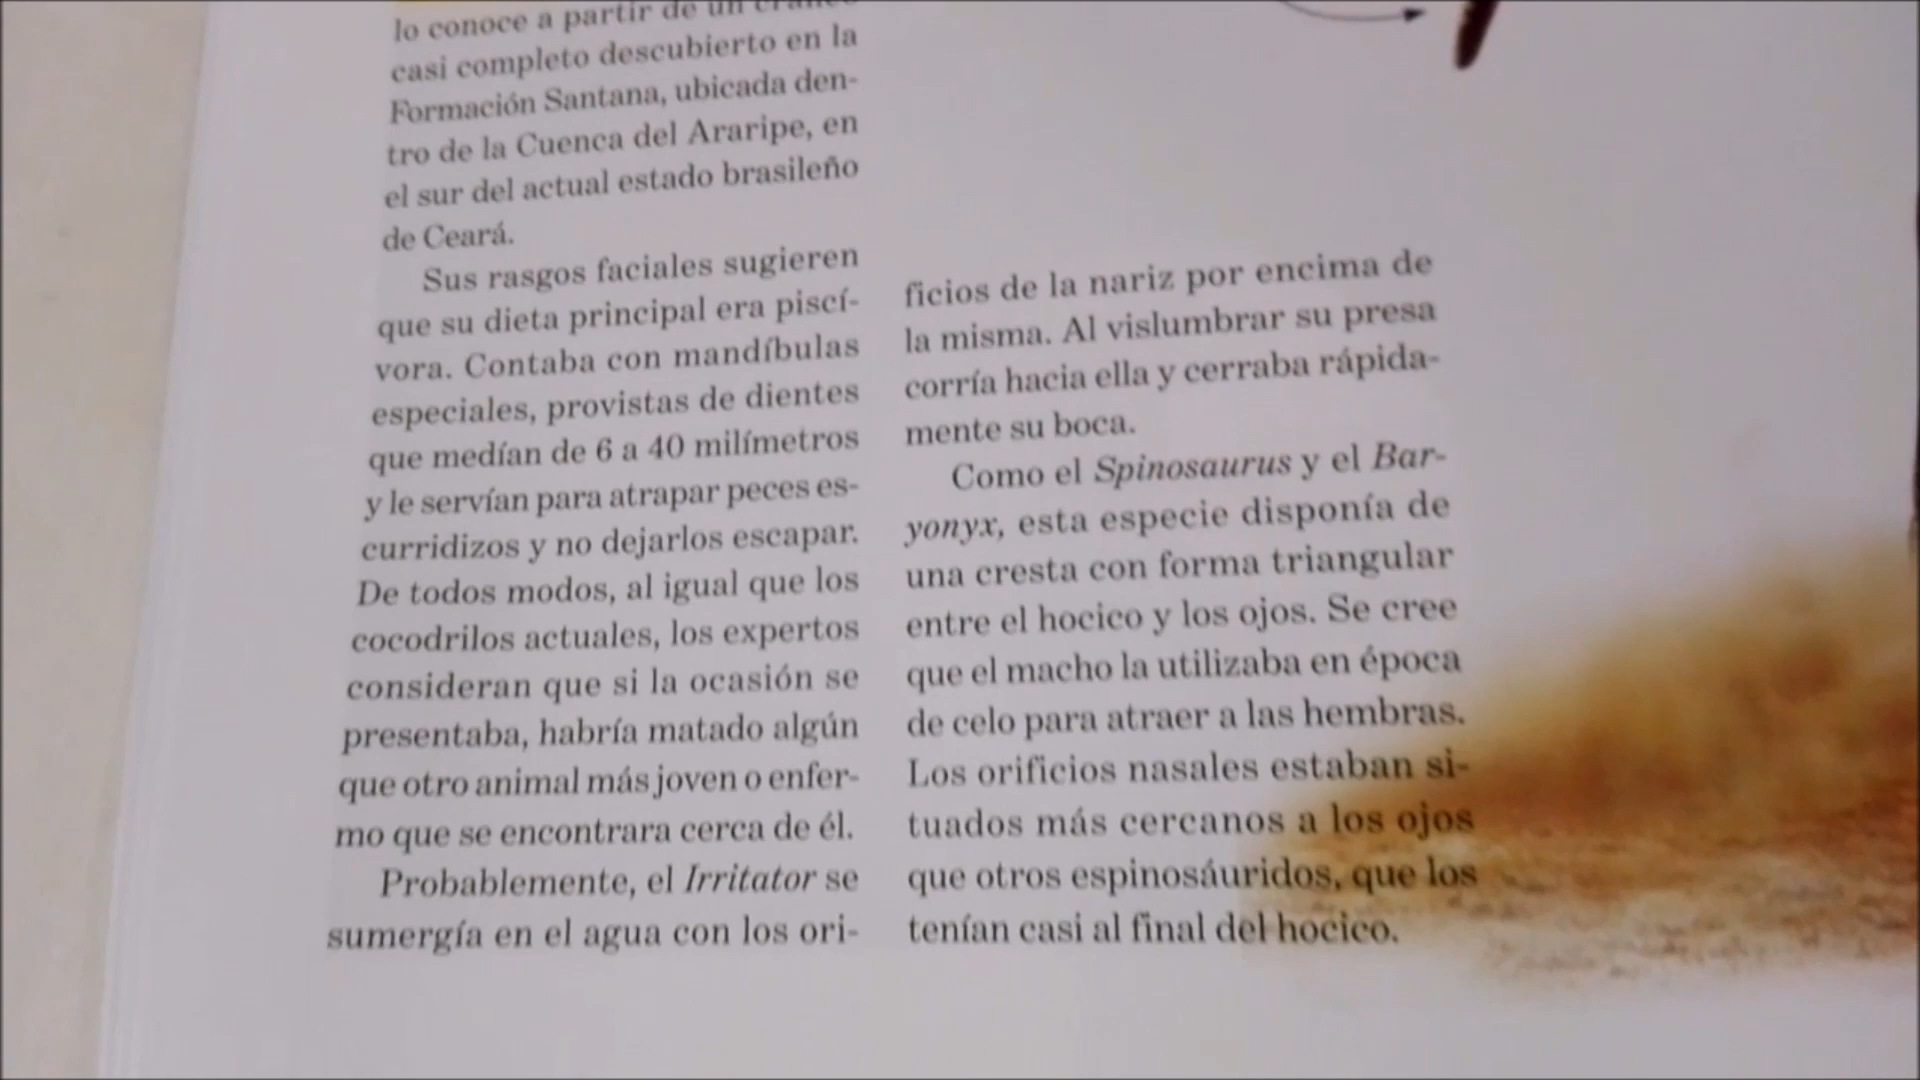 lo conoce a partir de un
casi completo descubierto en la
Formación Santana, ubicada den-
tro de la Cuenca del Araripe, en
el sur del actual estado brasileño
de Ceará.
Sus rasgos faciales sugieren
que su dieta principal era piscí-
vora. Contaba con mandíbulas
especiales, provistas de dientes
que medían de 6 a 40 milímetros
y le servían para atrapar peces es-
curridizos y no dejarlos escapar.
De todos modos, al igual que los
cocodrilos actuales, los expertos
consideran que si la ocasión se
presentaba, habría matado algún
que otro animal más joven o enfer-
mo que se encontrara cerca de él.
Probablemente, el Irritator se
sumergía en el agua con los ori-
ficios de la nariz por encima de
la misma. Al vislumbrar su presa
corría hacia ella y cerraba rápida-
mente su boca.
Como el Spinosaurus y el Bar-
yonyx, esta especie disponía de
una cresta con forma triangular
entre el hocico y los ojos. Se cree
que el macho la utilizaba en época
de celo para atraer a las hembras.
Los orificios nasales estaban si-
tuados más cercanos a los ojos
que otros espinosáuridos, que los
tenían casi al final del hocico.